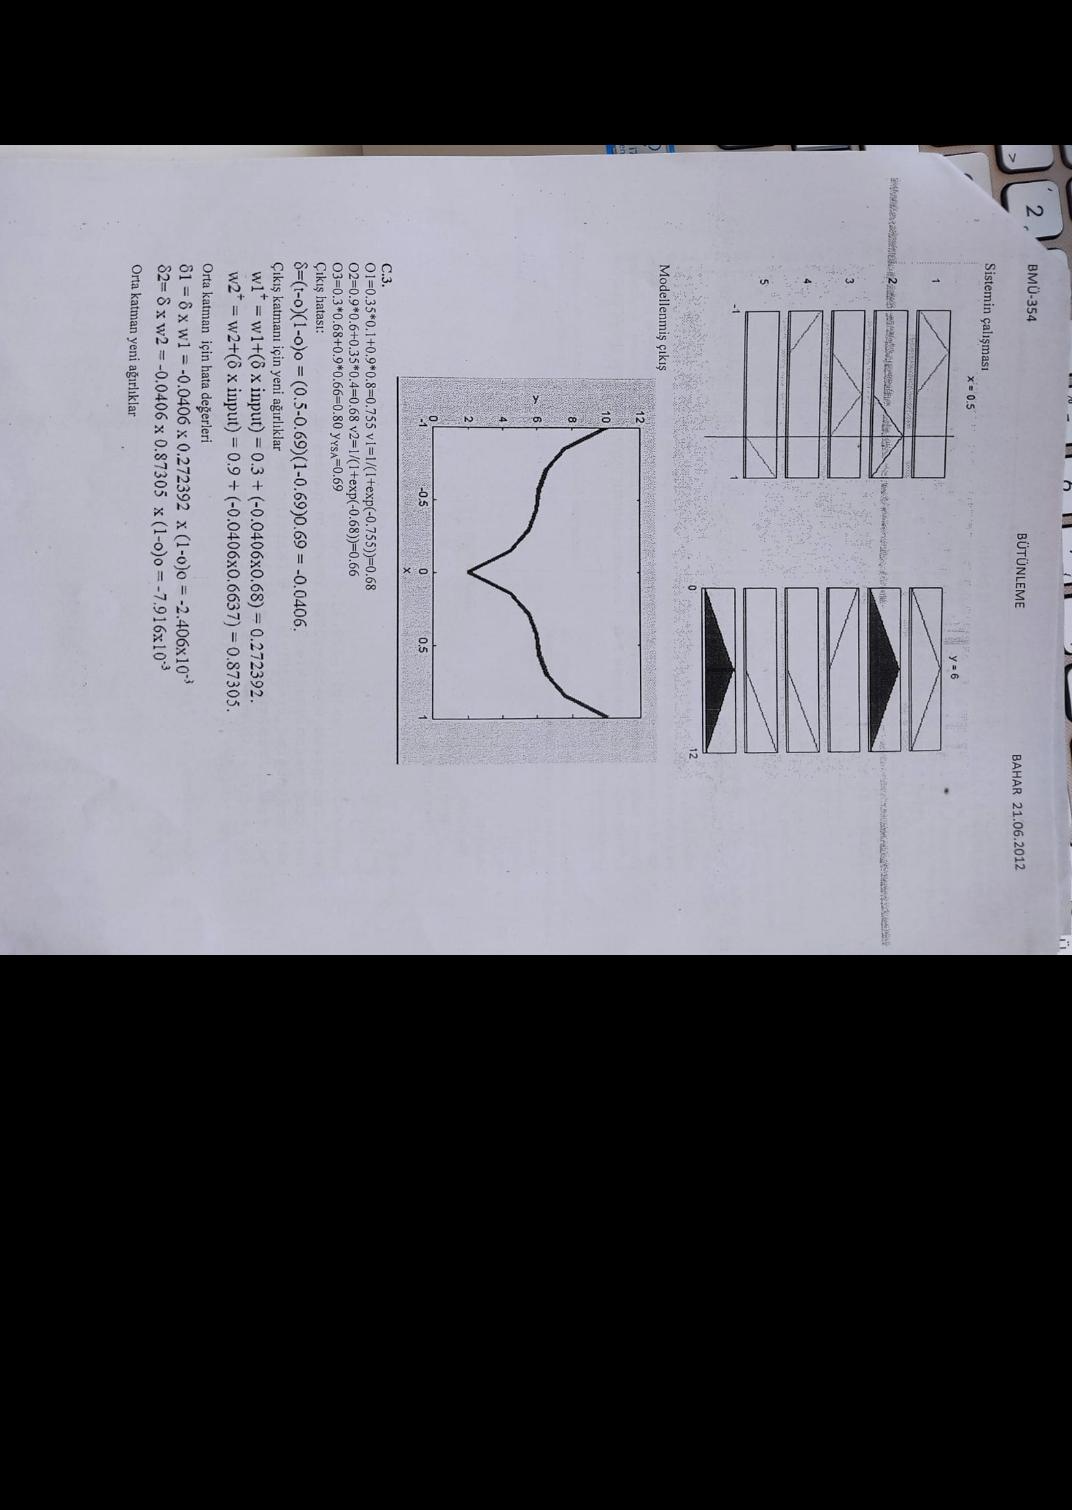 BMÜ-354 BÜTÜNLEME BAHAR 21.06.2012
Sistemin çalışması
x = 0.5 y = 6
1
2
3
4
5
-1 1 0 12
Modellenmiş çıkış
12
10
8
6
4
2
0
y
-1 -0.5 0 0.5 1
x
C.3.
O1=0.35*0.1+0.9*0.8=0.755 v1=1/(1+exp(-0.755))=0.68
O2=0.9*0.6+0.35*0.4=0.68 v2=1/(1+exp(-0.68))=0.66
O3=0.3*0.68+0.9*0.66=0.80 yYSA=0.69
Çıkış hatası:
δ=(t-o)(1-o)o = (0.5-0.69)(1-0.69)0.69 = -0.0406.
Çıkış katmanı için yeni ağırlıklar
w1⁺ = w1+(δ x input) = 0.3 + (-0.0406x0.68) = 0.272392.
w2⁺ = w2+(δ x input) = 0.9 + (-0.0406x0.6637) = 0.87305.
Orta katman için hata değerleri
δ1 = δ x w1 = -0.0406 x 0.272392 x (1-o)o = -2.406x10⁻³
δ2= δ x w2 = -0.0406 x 0.87305 x (1-o)o = -7.916x10⁻³
Orta katman yeni ağırlıklar